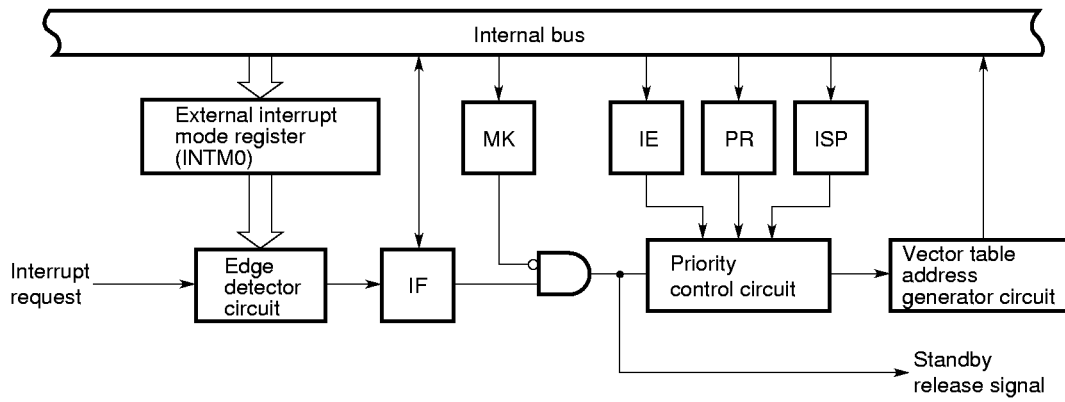 Internal bus
External interrupt
mode register
(INTM0)
MK
IE
PR
ISP
Interrupt
request
Edge
detector
circuit
IF
Priority
control circuit
Vector table
address
generator circuit
Standby
release signal